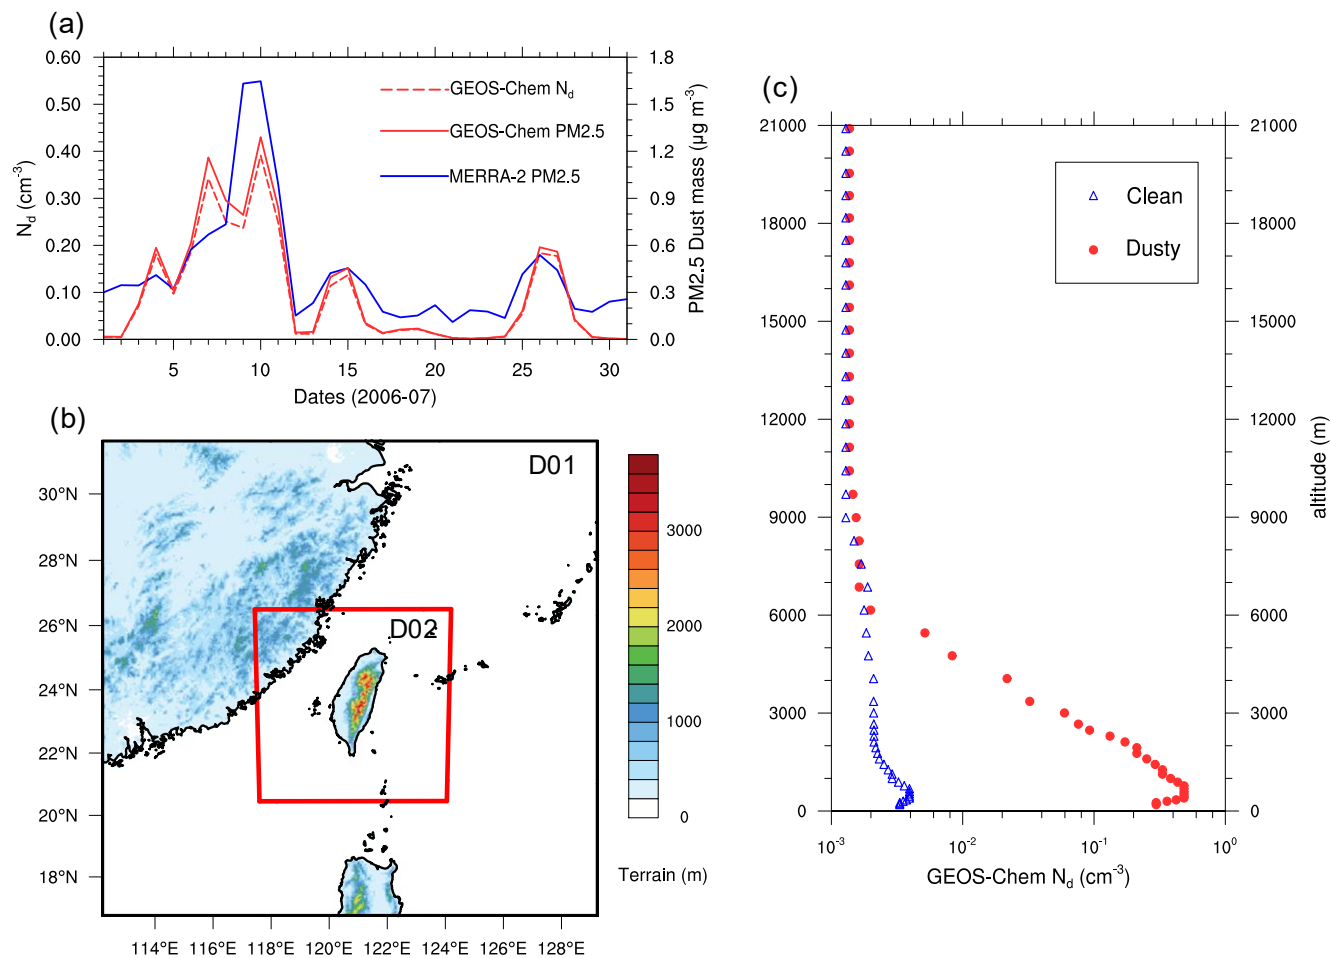 (a)
0.60
0.50
0.40
0.30
0.20
0.10
0.00
N_d (cm⁻³)
GEOS-Chem N_d
GEOS-Chem PM2.5
MERRA-2 PM2.5
1.8
1.5
1.2
0.9
0.6
0.3
0.0
PM2.5 Dust mass (µg m⁻³)
5 10 15 20 25 30
Dates (2006-07)
(b)
D01
D02
30°N
28°N
26°N
24°N
22°N
20°N
18°N
114°E 116°E 118°E 120°E 122°E 124°E 126°E 128°E
3000
2000
1000
0
Terrain (m)
(c)
21000
18000
15000
12000
9000
6000
3000
0
Clean
Dusty
21000
18000
15000
12000
9000
6000
3000
0
altitude (m)
10⁻³ 10⁻² 10⁻¹ 10⁰
GEOS-Chem N_d (cm⁻³)